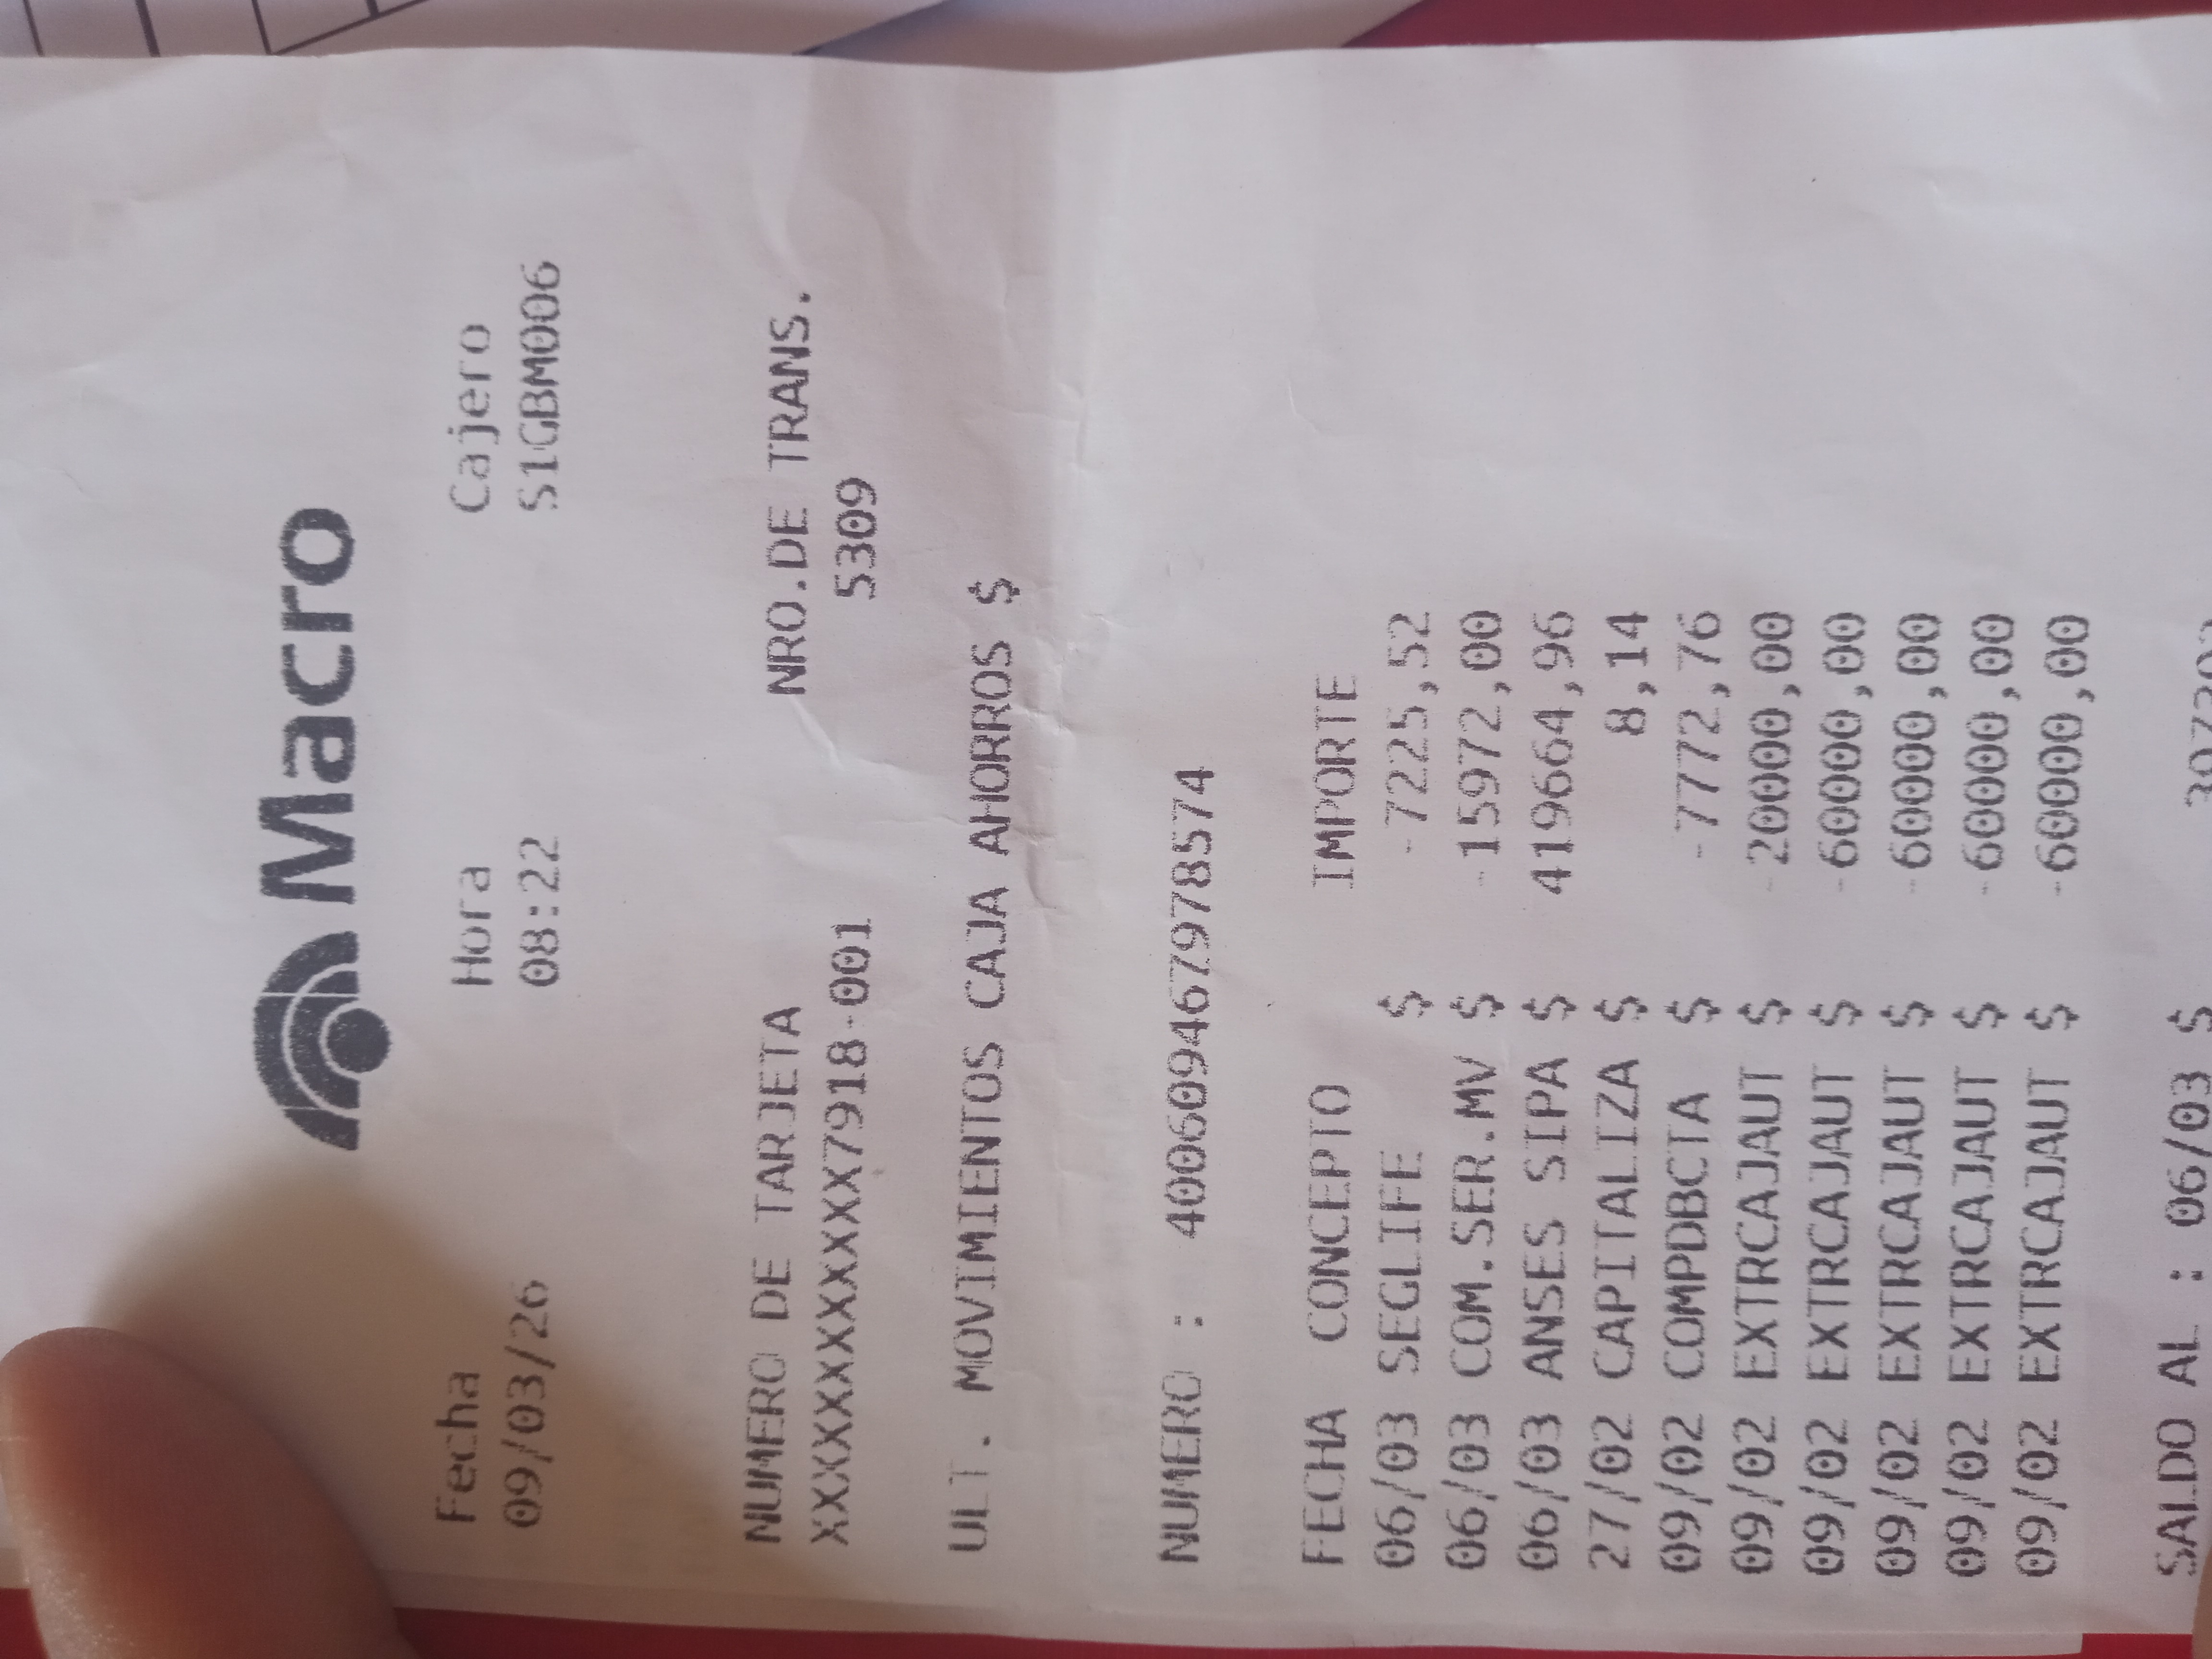 Macro
Fecha Hora Cajero
09/03/26 08:22 S1GBM006
NUMERO DE TARJETA NRO.DE TRANS.
XXXXXXXXXXXX7918-001 5309
ULT. MOVIMIENTOS CAJA AHORROS $
NUMERO : 400609467978574
FECHA CONCEPTO IMPORTE
06/03 SEGLIFE $ -7225,52
06/03 COM.SER.MV $ -15972,00
06/03 ANSES SIPA $ 419664,96
27/02 CAPITALIZA $ 8,14
09/02 COMPDBCTA $ -7772,76
09/02 EXTRCAJAUT $ -20000,00
09/02 EXTRCAJAUT $ -60000,00
09/02 EXTRCAJAUT $ -60000,00
09/02 EXTRCAJAUT $ -60000,00
09/02 EXTRCAJAUT $ -60000,00
SALDO AL : 06/03 $